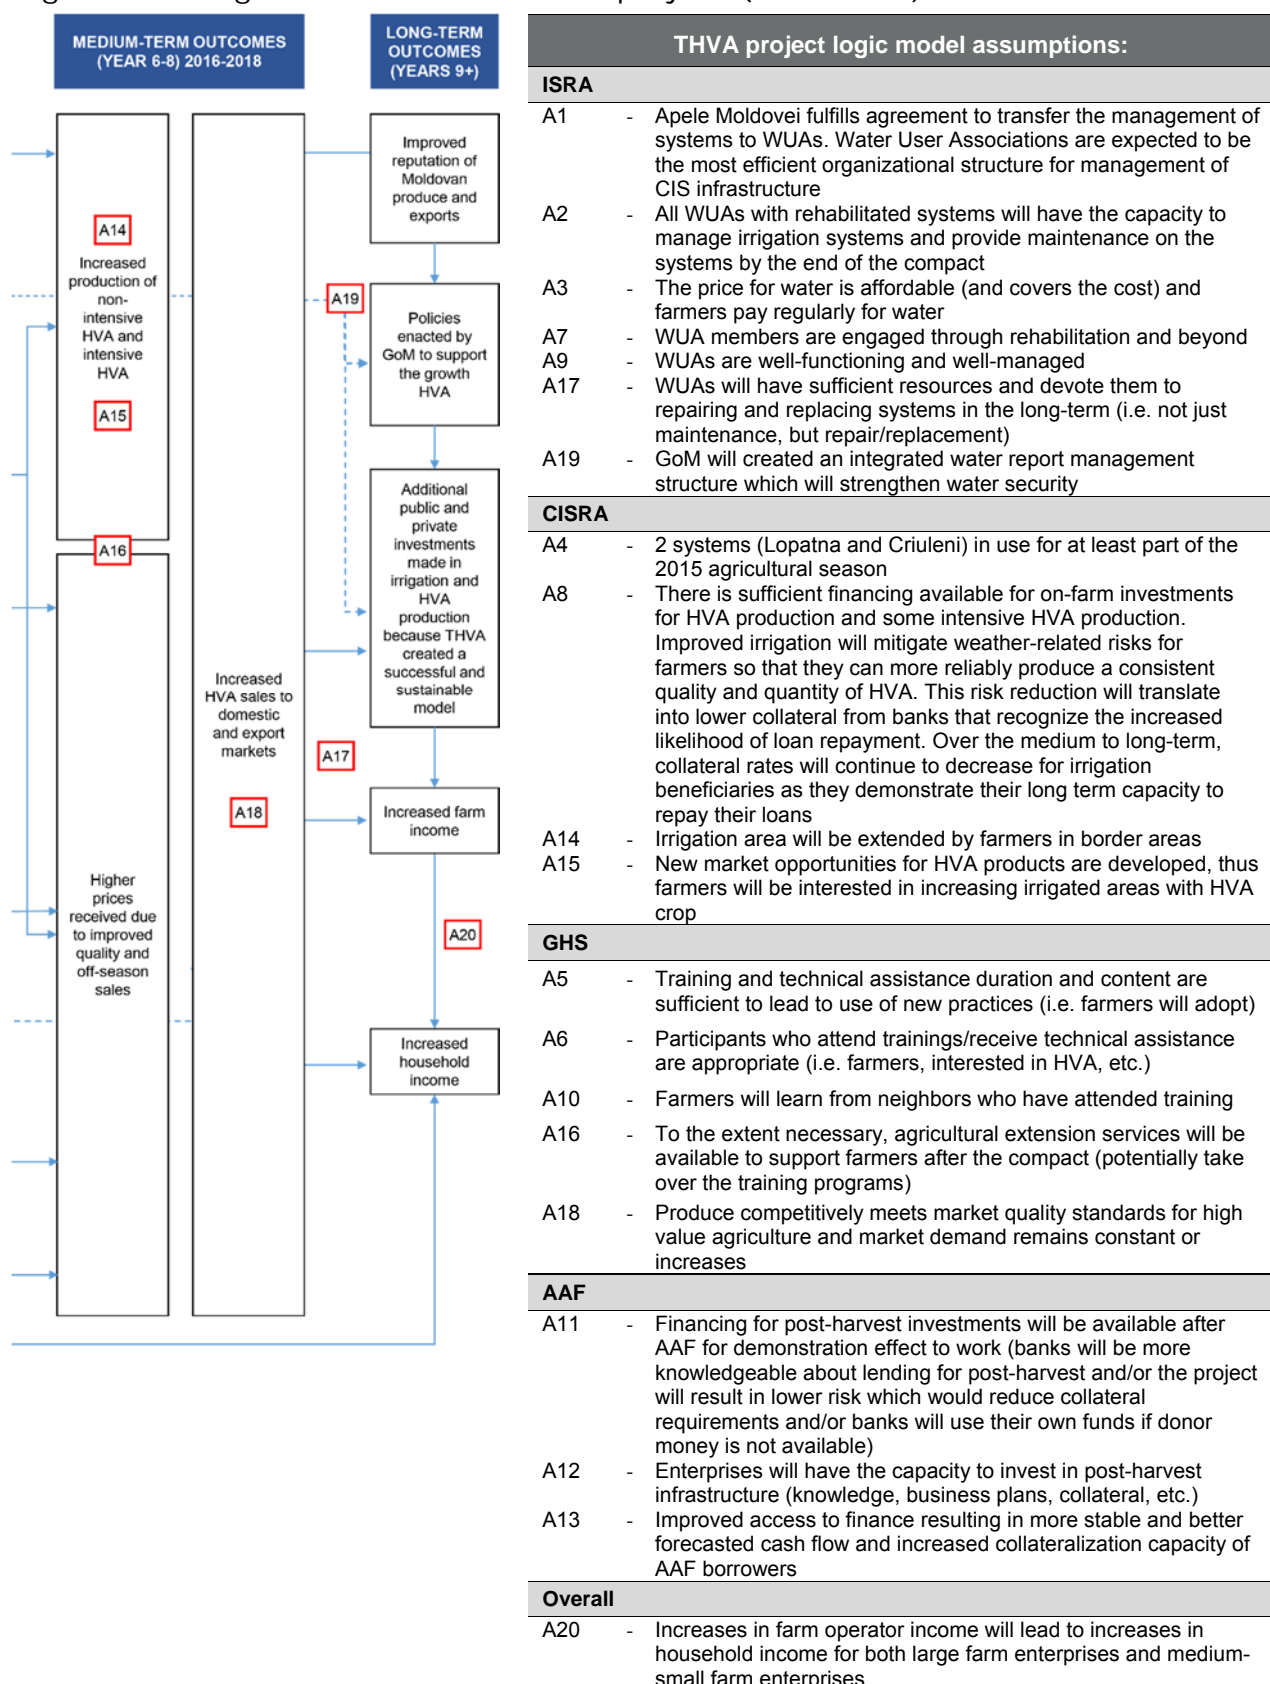 MEDIUM-TERM OUTCOMES
(YEAR 6-8) 2016-2018
LONG-TERM
OUTCOMES
(YEARS 9+)
A14
Increased
production of
non-
intensive
HVA and
intensive
HVA
A15
A16
Higher
prices
received due
to improved
quality and
off-season
sales
Increased
HVA sales to
domestic
and export
markets
A18
A19
A17
Improved
reputation of
Moldovan
produce and
exports
Policies
enacted by
GoM to support
the growth
HVA
Additional
public and
private
investments
made in
irrigation and
HVA
production
because THVA
created a
successful and
sustainable
model
Increased farm
income
A20
Increased
household
income
THVA project logic model assumptions:
ISRA
A1 - Apele Moldovei fulfills agreement to transfer the management of
systems to WUAs. Water User Associations are expected to be
the most efficient organizational structure for management of
CIS infrastructure
A2 - All WUAs with rehabilitated systems will have the capacity to
manage irrigation systems and provide maintenance on the
systems by the end of the compact
A3 - The price for water is affordable (and covers the cost) and
farmers pay regularly for water
A7 - WUA members are engaged through rehabilitation and beyond
A9 - WUAs are well-functioning and well-managed
A17 - WUAs will have sufficient resources and devote them to
repairing and replacing systems in the long-term (i.e. not just
maintenance, but repair/replacement)
A19 - GoM will created an integrated water report management
structure which will strengthen water security
CISRA
A4 - 2 systems (Lopatna and Criuleni) in use for at least part of the
2015 agricultural season
A8 - There is sufficient financing available for on-farm investments
for HVA production and some intensive HVA production.
Improved irrigation will mitigate weather-related risks for
farmers so that they can more reliably produce a consistent
quality and quantity of HVA. This risk reduction will translate
into lower collateral from banks that recognize the increased
likelihood of loan repayment. Over the medium to long-term,
collateral rates will continue to decrease for irrigation
beneficiaries as they demonstrate their long term capacity to
repay their loans
A14 - Irrigation area will be extended by farmers in border areas
A15 - New market opportunities for HVA products are developed, thus
farmers will be interested in increasing irrigated areas with HVA
crop
GHS
A5 - Training and technical assistance duration and content are
sufficient to lead to use of new practices (i.e. farmers will adopt)
A6 - Participants who attend trainings/receive technical assistance
are appropriate (i.e. farmers, interested in HVA, etc.)
A10 - Farmers will learn from neighbors who have attended training
A16 - To the extent necessary, agricultural extension services will be
available to support farmers after the compact (potentially take
over the training programs)
A18 - Produce competitively meets market quality standards for high
value agriculture and market demand remains constant or
increases
AAF
A11 - Financing for post-harvest investments will be available after
AAF for demonstration effect to work (banks will be more
knowledgeable about lending for post-harvest and/or the project
will result in lower risk which would reduce collateral
requirements and/or banks will use their own funds if donor
money is not available)
A12 - Enterprises will have the capacity to invest in post-harvest
infrastructure (knowledge, business plans, collateral, etc.)
A13 - Improved access to finance resulting in more stable and better
forecasted cash flow and increased collateralization capacity of
AAF borrowers
Overall
A20 - Increases in farm operator income will lead to increases in
household income for both large farm enterprises and medium-
small farm enterprises